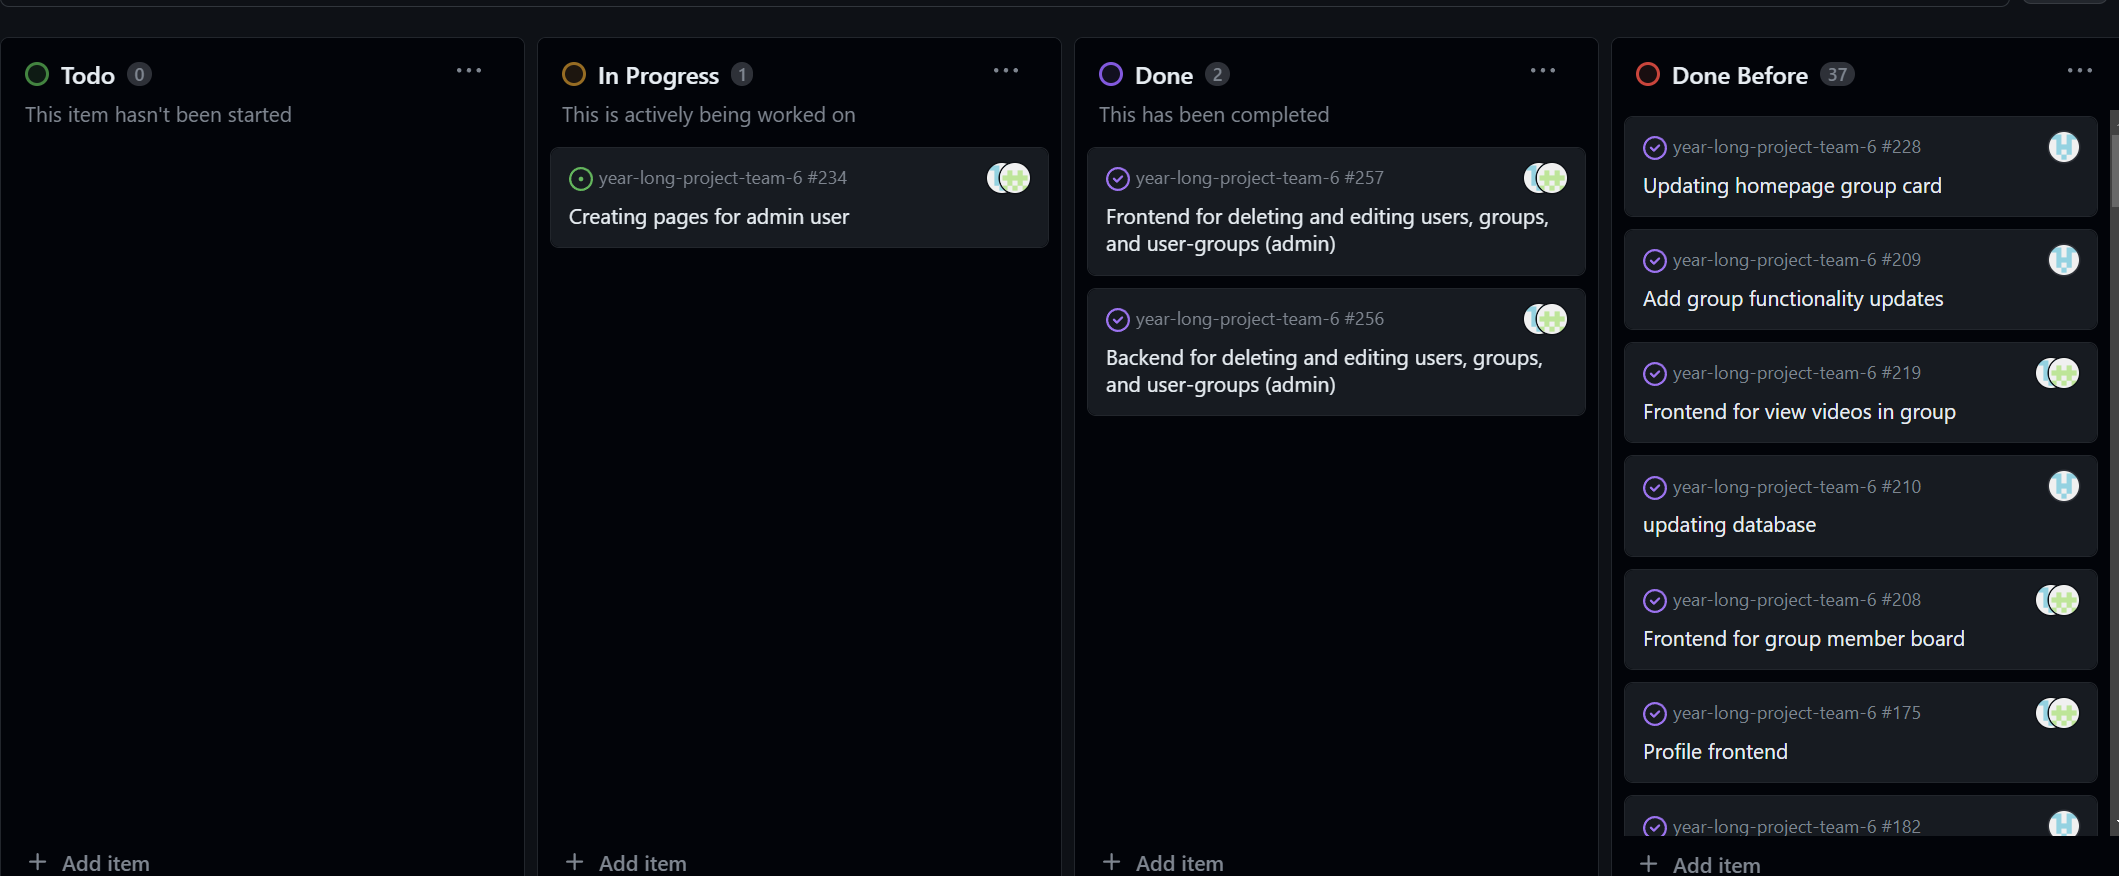 Todo 0
This item hasn't been started
Add item
In Progress 1
This is actively being worked on
year-long-project-team-6 #234
Creating pages for admin user
Add item
Done 2
This has been completed
year-long-project-team-6 #257
Frontend for deleting and editing users, groups,
and user-groups (admin)
year-long-project-team-6 #256
Backend for deleting and editing users, groups,
and user-groups (admin)
Add item
Done Before 37
year-long-project-team-6 #228
Updating homepage group card
year-long-project-team-6 #209
Add group functionality updates
year-long-project-team-6 #219
Frontend for view videos in group
year-long-project-team-6 #210
updating database
year-long-project-team-6 #208
Frontend for group member board
year-long-project-team-6 #175
Profile frontend
year-long-project-team-6 #182
Add item